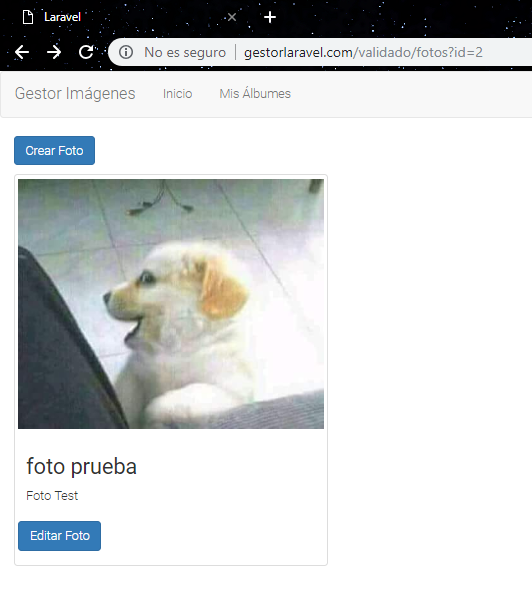 Laravel
No es seguro | gestorlaravel.com/validado/fotos?id=2
Gestor Imágenes Inicio Mis Álbumes
Crear Foto
foto prueba
Foto Test
Editar Foto